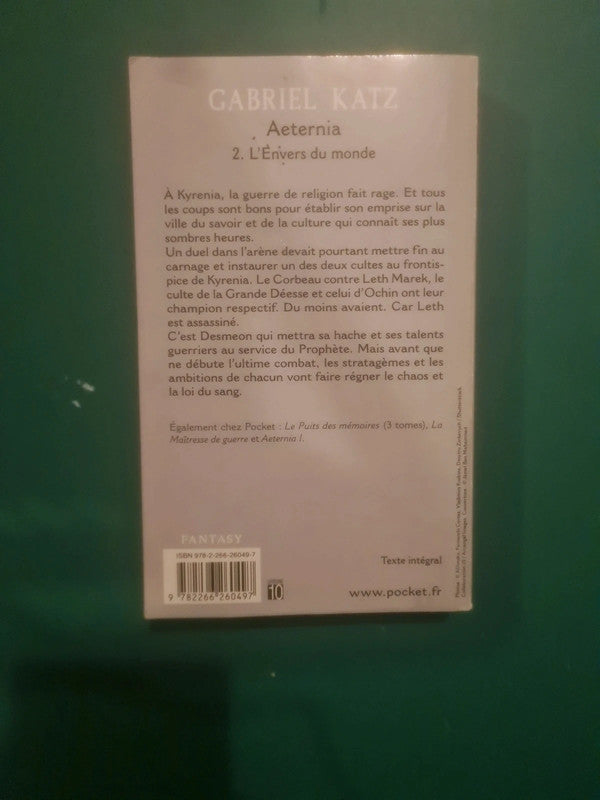 GABRIEL KATZ
Aeternia
2. L'Envers du monde
À Kyrenia, la guerre de religion fait rage. Et tous
les coups sont bons pour établir son emprise sur la
ville du savoir et de la culture qui connaît ses plus
sombres heures.
Un duel dans l'arène devait pourtant mettre fin au
carnage et instaurer un des deux cultes au frontis-
pice de Kyrenia. Le Corbeau contre Leth Marek, le
culte de la Grande Déesse et celui d'Ochin ont leur
champion respectif. Du moins avaient. Car Leth
est assassiné.
C'est Desmeon qui mettra sa hache et ses talents
guerriers au service du Prophète. Mais avant que
ne débute l'ultime combat, les stratagèmes et les
ambitions de chacun vont faire régner le chaos et
la loi du sang.
Également chez Pocket : Le Puits des mémoires (3 tomes), La
Maîtresse de guerre et Aeternia I.
FANTASY
ISBN 978-2-266-26049-7
Texte intégral
9 782266 260497
10
www.pocket.fr